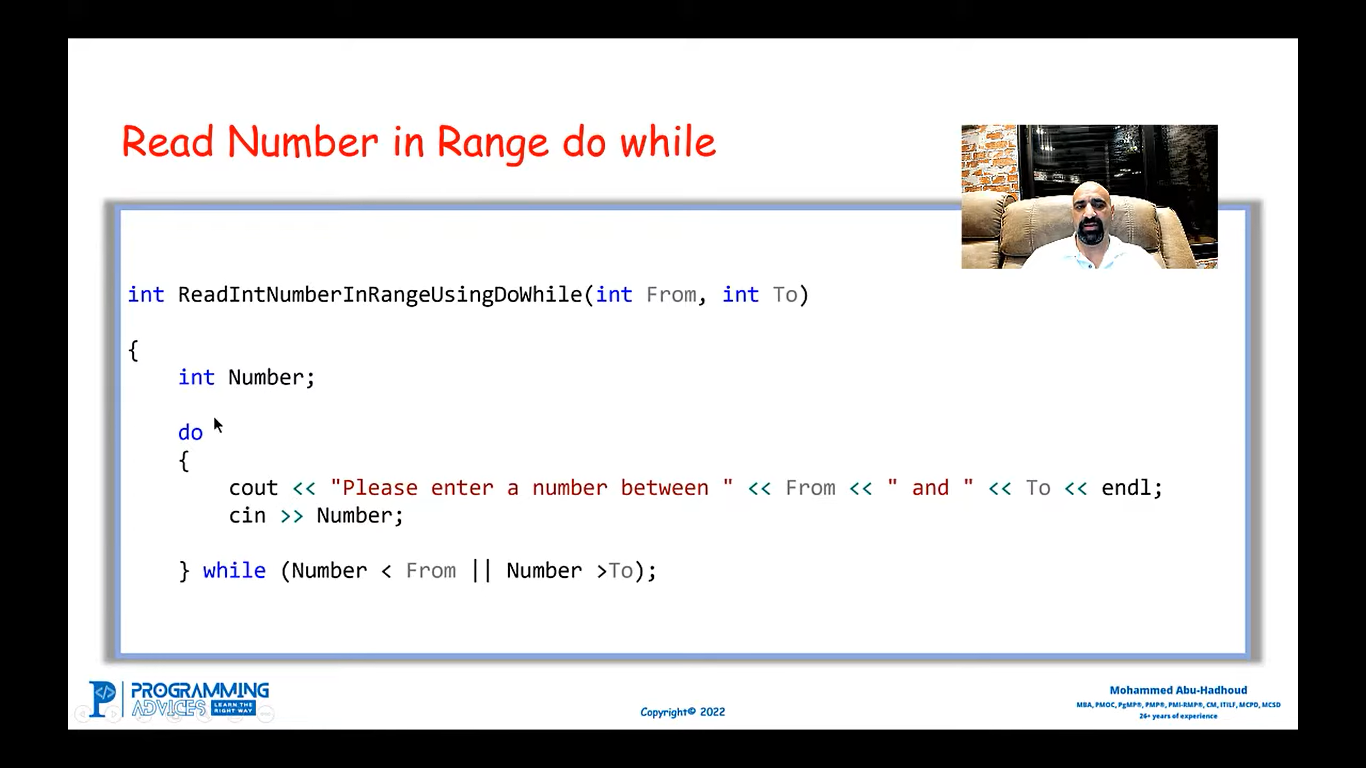 Read Number in Range do while
int ReadIntNumberInRangeUsingDoWhile(int From, int To)
{
int Number;
do
{
cout << "Please enter a number between " << From << " and " << To << endl;
cin >> Number;
} while (Number < From || Number >To);
PROGRAMMING
ADVICES LEARN THE RIGHT WAY
Copyright© 2022
Mohammed Abu-Hadhoud
MBA, PMOC, PgMP®, PMP®, PMI-RMP®, CM, ITILF, MCPD, MCSD
26+ years of experience